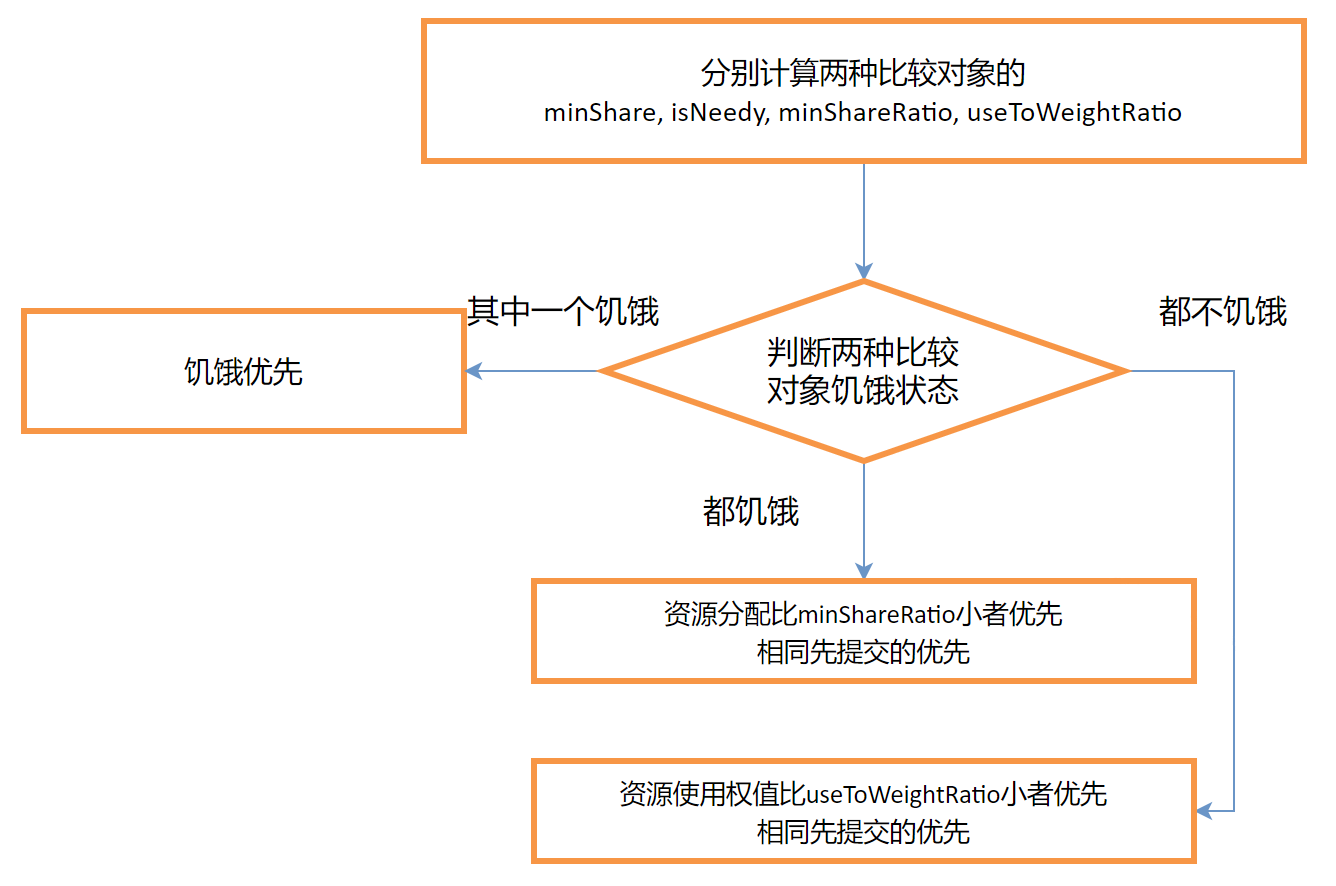 分别计算两种比较对象的
minShare, isNeedy, minShareRatio, useToWeightRatio
其中一个饥饿
都不饥饿
饥饿优先
判断两种比较
对象饥饿状态
都饥饿
资源分配比minShareRatio小者优先
相同先提交的优先
资源使用权值比useToWeightRatio小者优先
相同先提交的优先